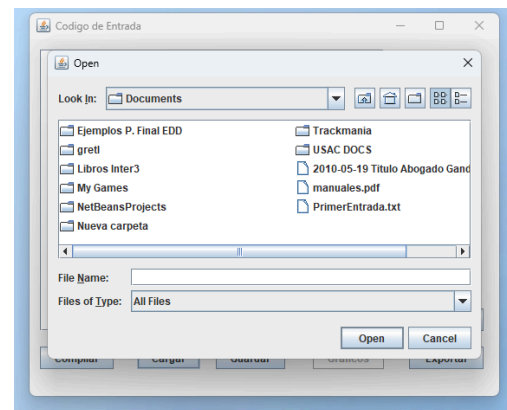 Codigo de Entrada
Open
Look In: Documents
Ejemplos P. Final EDD
gretl
Libros Inter3
My Games
NetBeansProjects
Nueva carpeta
Trackmania
USAC DOCS
2010-05-19 Titulo Abogado Gand
manuales.pdf
PrimerEntrada.txt
File Name:
Files of Type: All Files
Open Cancel
Compilar Cargar Guardar Graficos Exportar